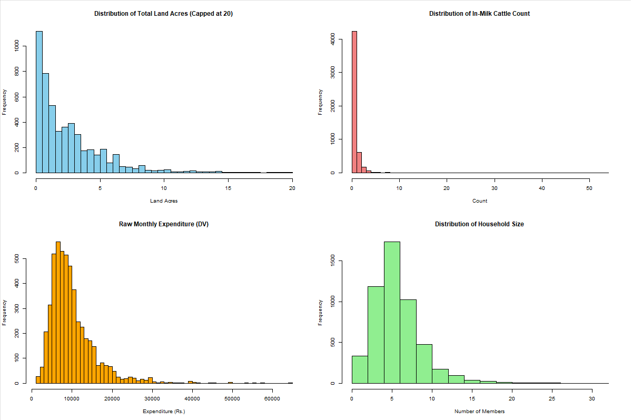 Distribution of Total Land Acres (Capped at 20)
Frequency
0 200 400 600 800 1000
0 5 10 15 20
Land Acres
Distribution of In-Milk Cattle Count
Frequency
0 1000 2000 3000 4000
0 10 20 30 40 50
Count
Raw Monthly Expenditure (DV)
Frequency
0 100 200 300 400 500
0 10000 20000 30000 40000 50000 60000
Expenditure (Rs.)
Distribution of Household Size
Frequency
0 500 1000 1500
0 5 10 15 20 25 30
Number of Members